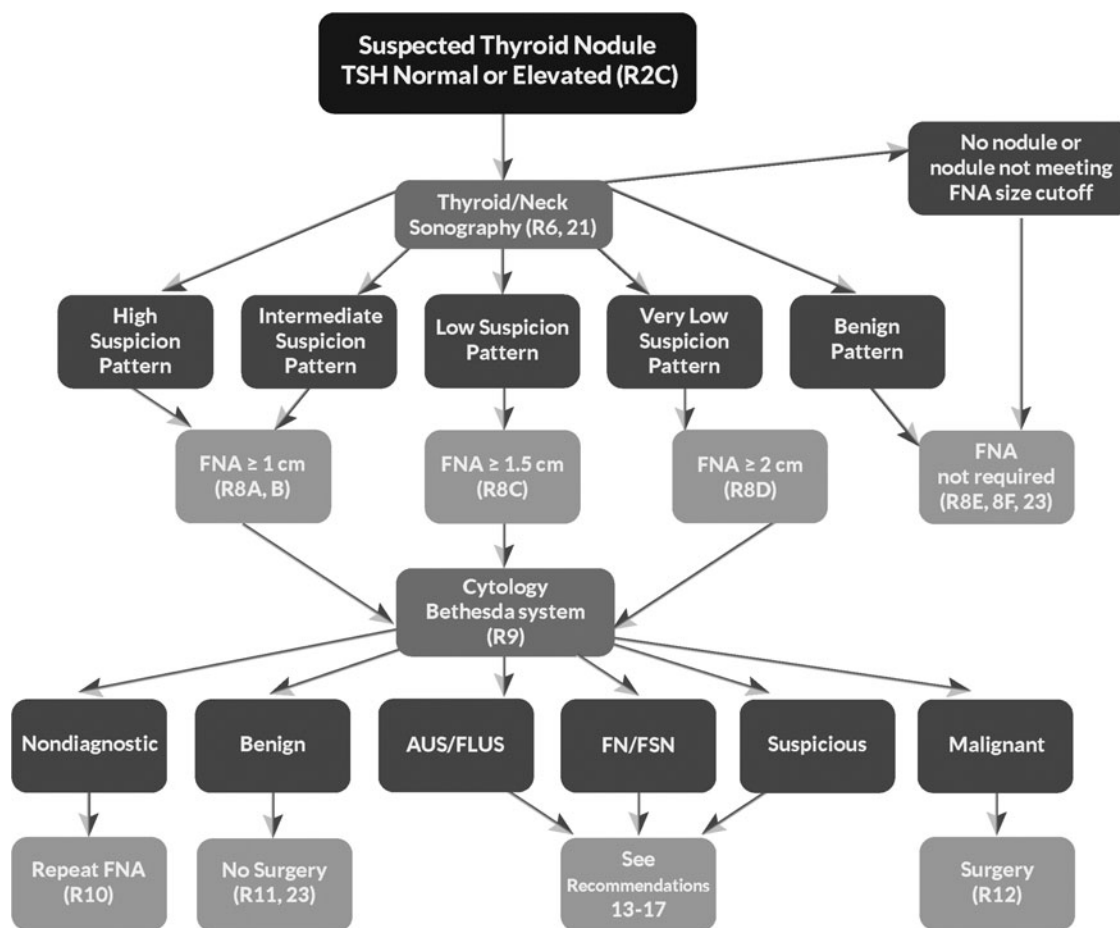 Suspected Thyroid Nodule
TSH Normal or Elevated (R2C)
No nodule or
nodule not meeting
FNA size cutoff
Thyroid/Neck
Sonography (R6, 21)
High
Suspicion
Pattern
Intermediate
Suspicion
Pattern
Low Suspicion
Pattern
Very Low
Suspicion
Pattern
Benign
Pattern
FNA ≥ 1 cm
(R8A, B)
FNA ≥ 1.5 cm
(R8C)
FNA ≥ 2 cm
(R8D)
FNA
not required
(R8E, 8F, 23)
Cytology
Bethesda system
(R9)
Nondiagnostic
Benign
AUS/FLUS
FN/FSN
Suspicious
Malignant
Repeat FNA
(R10)
No Surgery
(R11, 23)
See
Recommendations
13-17
Surgery
(R12)